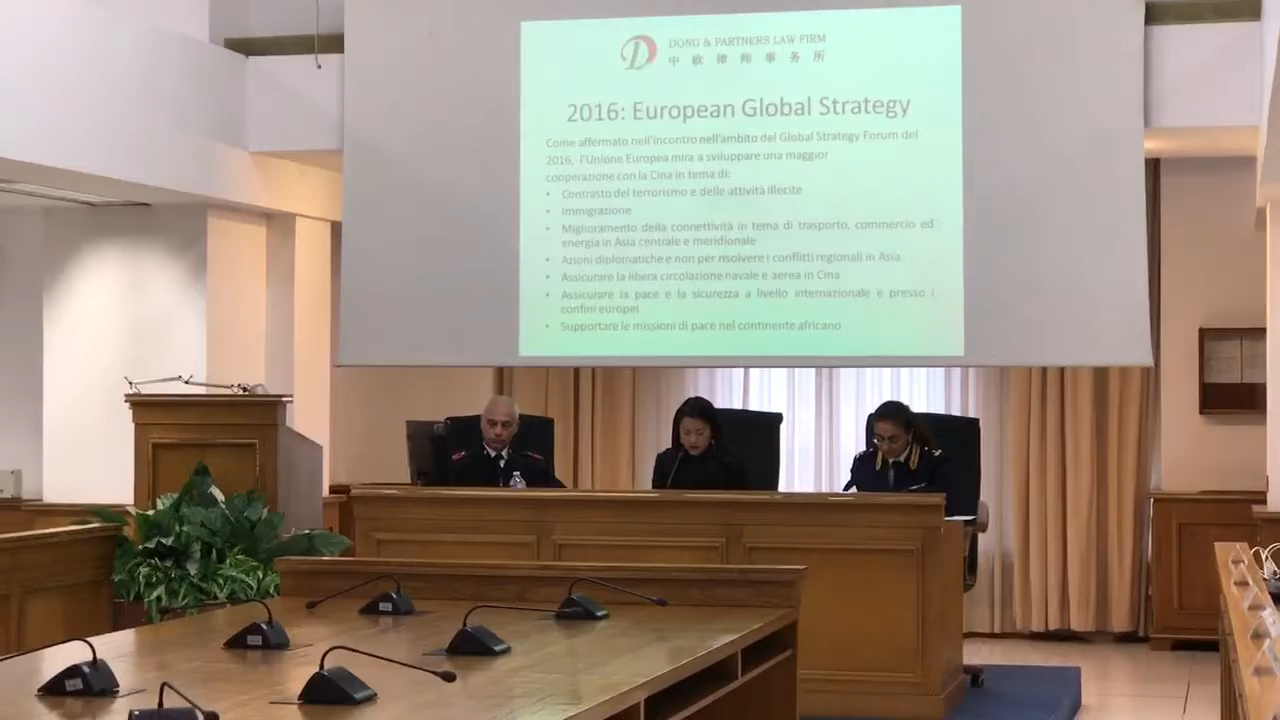 DONG & PARTNERS LAW FIRM
中 欧 律 师 事 务 所
2016: European Global Strategy
Come affermato nell'incontro nell'ambito del Global Strategy Forum del
2016, l'Unione Europea mira a sviluppare una maggior
cooperazione con la Cina in tema di:
• Contrasto del terrorismo e delle attività illecite
• Immigrazione
• Miglioramento della connettività in tema di trasporto, commercio ed
energia in Asia centrale e meridionale
• Azioni diplomatiche e non per risolvere i conflitti regionali in Asia
• Assicurare la libera circolazione navale e aerea in Cina
• Assicurare la pace e la sicurezza a livello internazionale e presso i
confini europei
• Supportare le missioni di pace nel continente africano